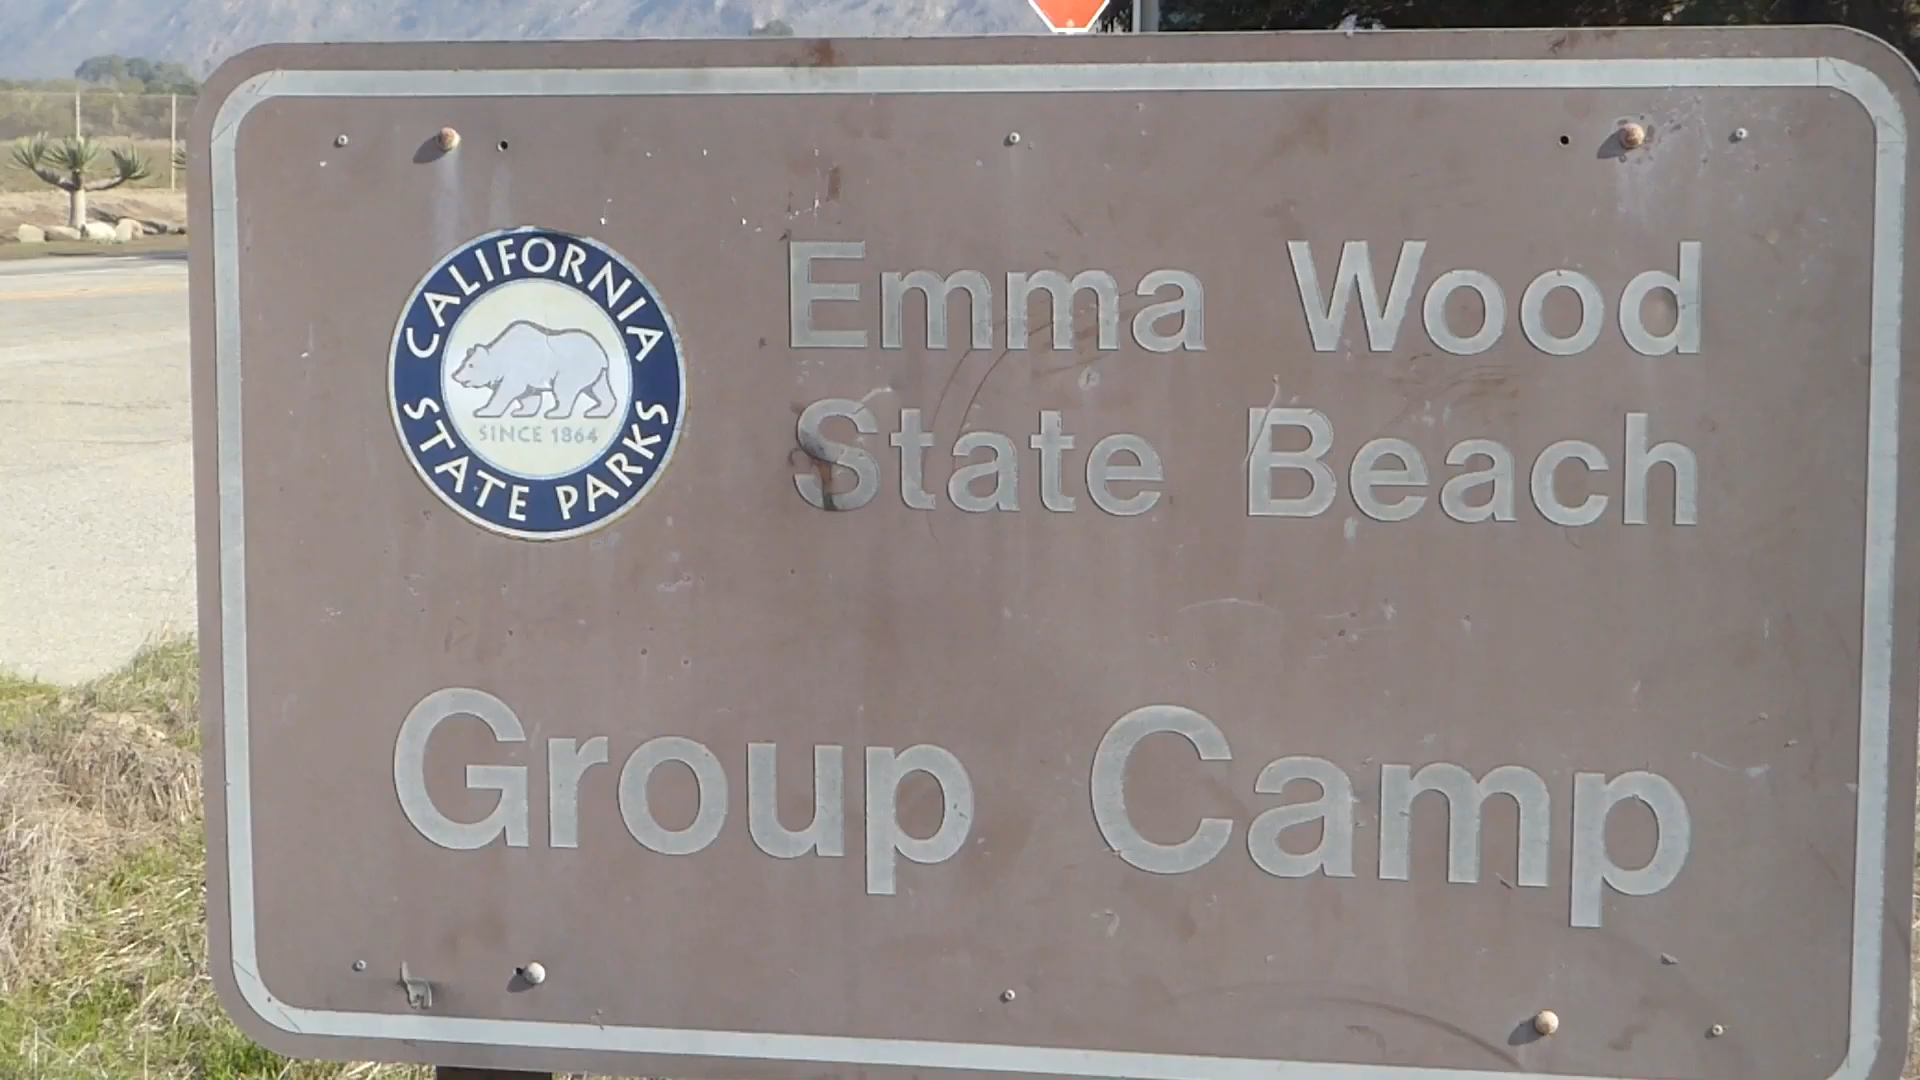 CALIFORNIA
SINCE 1864
STATE PARKS
Emma Wood
State Beach
Group Camp